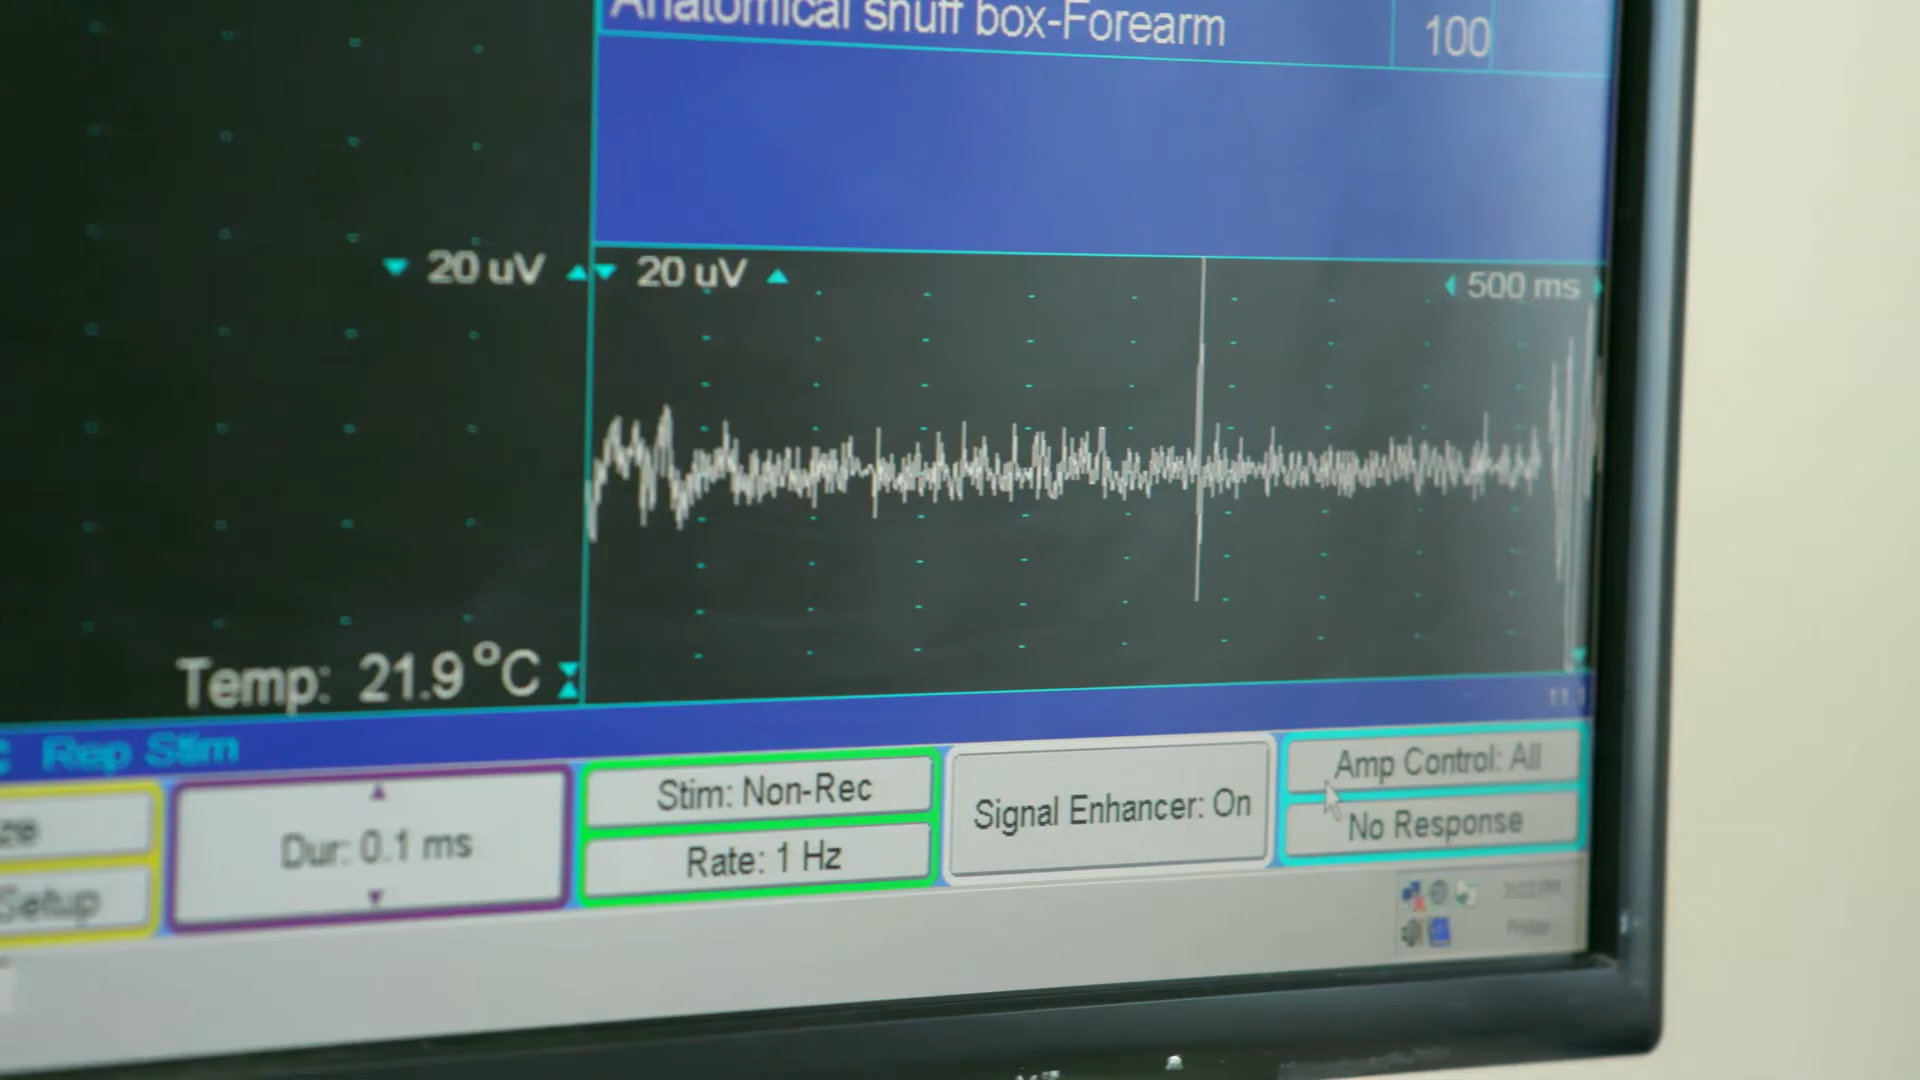 Anatomical snuff box-Forearm 100
20 uV 20 uV 500 ms
Temp: 21.9 °C
Rep Stim
Stim: Non-Rec
Amp Control: All
Dur: 0.1 ms
Signal Enhancer: On
Rate: 1 Hz
No Response
Setup
Friday